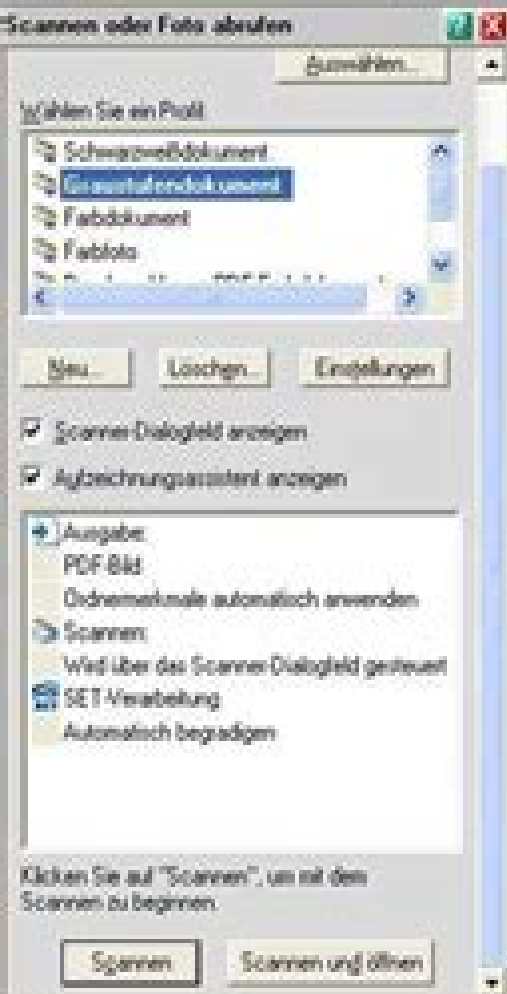 Scannen oder Foto abrufen
Auswählen...
Wählen Sie ein Profil:
Schwarzweißdokument
Graustufendokument
Farbdokument
Farbfoto
Neu...
Löschen...
Einstellungen
Scanner-Dialogfeld anzeigen
Aufzeichnungsassistent anzeigen
Ausgabe:
PDF-Bild
Ordnermerkmale automatisch anwenden
Scannen:
Wird über das Scanner-Dialogfeld gesteuert
SET-Verarbeitung
Automatisch begradigen
Klicken Sie auf "Scannen", um mit dem
Scannen zu beginnen.
Scannen
Scannen und öffnen